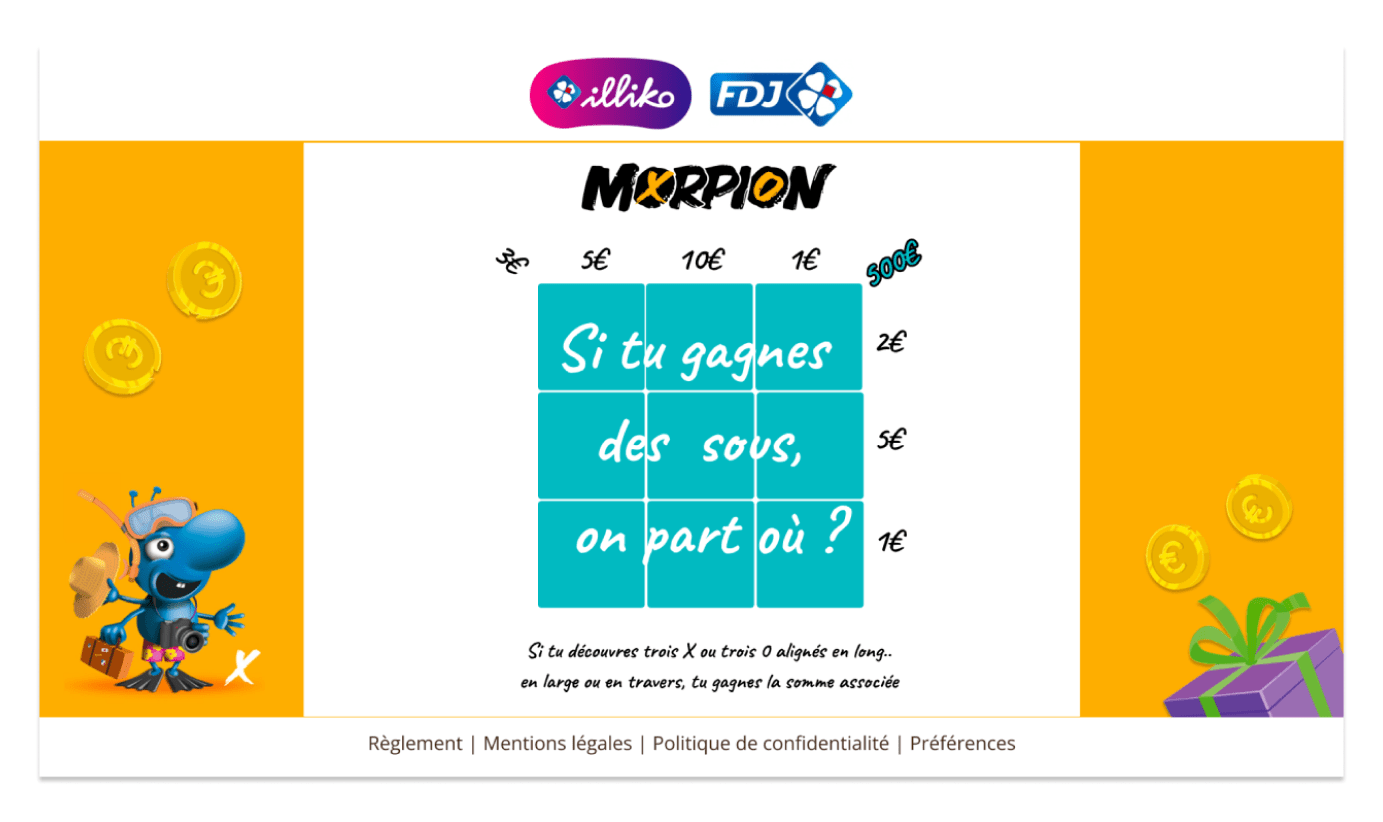 illiko FDJ
MORPION
3€ 5€ 10€ 1€ 500€
Si tu gagnes
2€
des sous,
5€
on part où ?
1€
Si tu découvres trois X ou trois O alignés en long..
en large ou en travers, tu gagnes la somme associée
X
Règlement | Mentions légales | Politique de confidentialité | Préférences